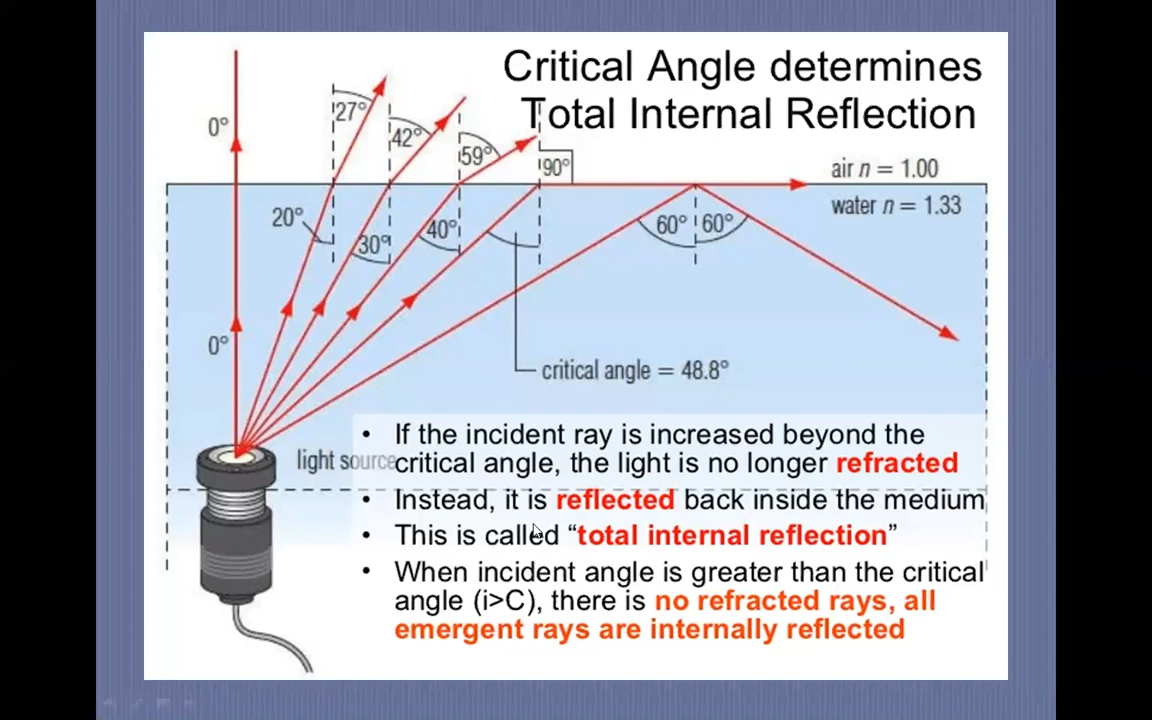 Critical Angle determines
Total Internal Reflection
0°
27°
42°
59°
90°
air n = 1.00
water n = 1.33
20°
30°
40°
60° 60°
0°
critical angle = 48.8°
light source
• If the incident ray is increased beyond the
critical angle, the light is no longer refracted
• Instead, it is reflected back inside the medium
• This is called “total internal reflection”
• When incident angle is greater than the critical
angle (i>C), there is no refracted rays, all
emergent rays are internally reflected